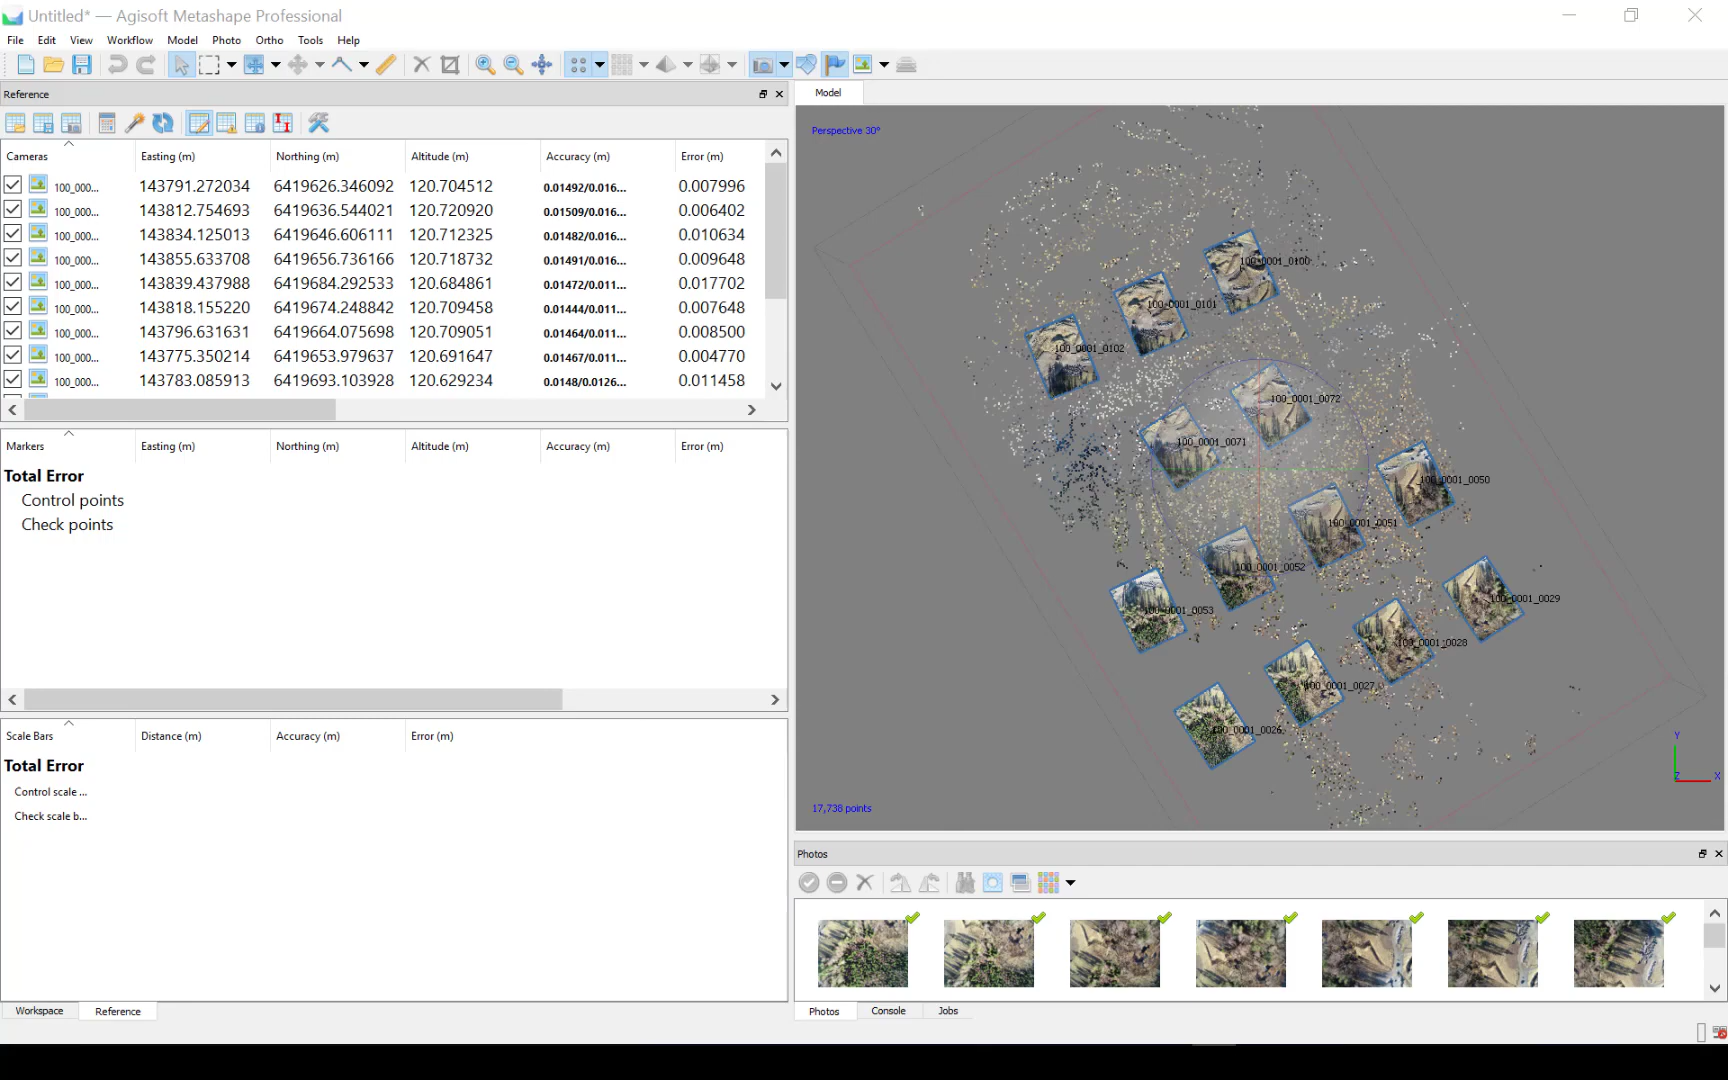 Untitled* — Agisoft Metashape Professional
File Edit View Workflow Model Photo Ortho Tools Help
Reference
Cameras Easting (m) Northing (m) Altitude (m) Accuracy (m) Error (m)
100_000... 143791.272034 6419626.346092 120.704512 0.01492/0.016... 0.007996
100_000... 143812.754693 6419636.544021 120.720920 0.01509/0.016... 0.006402
100_000... 143834.125013 6419646.606111 120.712325 0.01482/0.016... 0.010634
100_000... 143855.633708 6419656.736166 120.718732 0.01491/0.016... 0.009648
100_000... 143839.437988 6419684.292533 120.684861 0.01472/0.011... 0.017702
100_000... 143818.155220 6419674.248842 120.709458 0.01444/0.011... 0.007648
100_000... 143796.631631 6419664.075698 120.709051 0.01464/0.011... 0.008500
100_000... 143775.350214 6419653.979637 120.691647 0.01467/0.011... 0.004770
100_000... 143783.085913 6419693.103928 120.629234 0.0148/0.0126... 0.011458
Markers Easting (m) Northing (m) Altitude (m) Accuracy (m) Error (m)
Total Error
Control points
Check points
Scale Bars Distance (m) Accuracy (m) Error (m)
Total Error
Control scale ...
Check scale b...
Workspace Reference
Model
Perspective 30°
100_0001_0100
100_0001_0101
100_0001_0102
100_0001_0072
100_0001_0071
100_0001_0050
100_0001_0051
100_0001_0052
100_0001_0053
100_0001_0029
100_0001_0028
100_0001_0027
100_0001_0026
Y
Z X
17,738 points
Photos
Photos Console Jobs